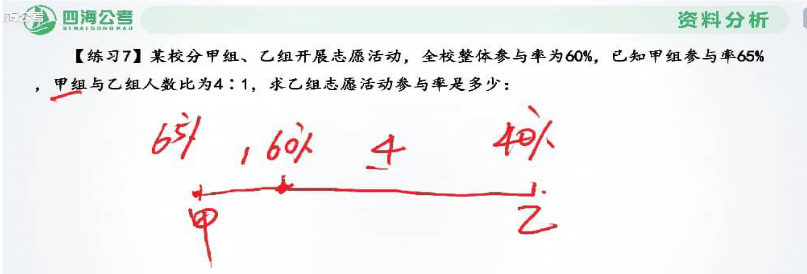 四海公考
SIHAIGONGKAO
资料分析
【练习7】某校分甲组、乙组开展志愿活动，全校整体参与率为60%，已知甲组参与率65%
，甲组与乙组人数比为4：1，求乙组志愿活动参与率是多少：
65% 1 60% 4 40%
甲 乙